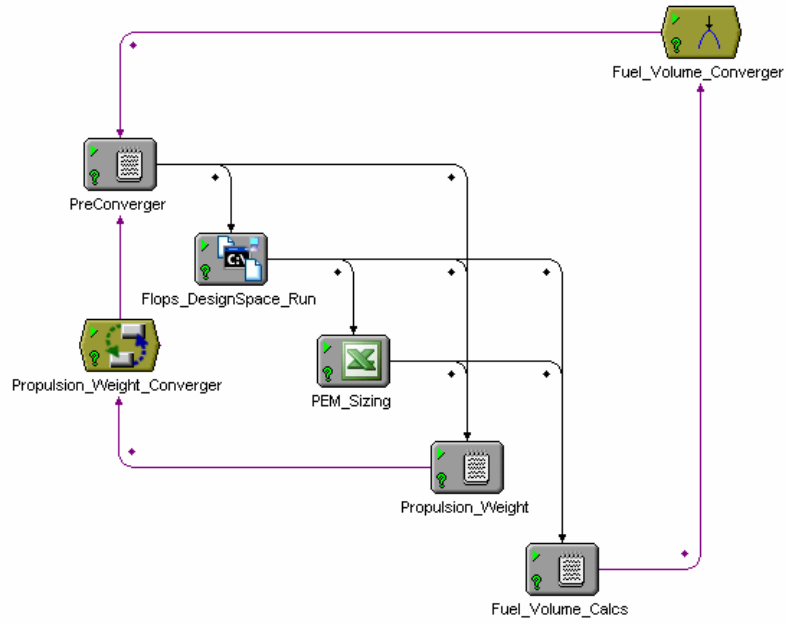 Fuel_Volume_Converger
PreConverger
C:\
Flops_DesignSpace_Run
Propulsion_Weight_Converger
PEM_Sizing
Propulsion_Weight
Fuel_Volume_Calcs